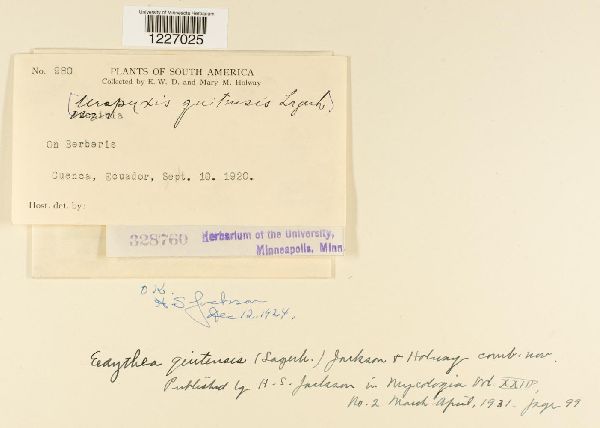 University of Minnesota Herbarium
1227025
No. 980 PLANTS OF SOUTH AMERICA
Collected by E. W. D. and Mary M. Holway
(Uropyxis quitensis Lagerh.)
On Berberis
Cuenca, Ecuador, Sept. 10. 1920.
Host. det. by:
328760 Herbarium of the University,
Minneapolis, Minn.
O.K.
H S Jackson
Dec 12, 1924.
Edythea quitensis (Lagerh.) Jackson & Holway comb. nov.
Published by H. S. Jackson in Mycologia Vol. XXIII,
No. 2 March April, 1931 - page 99